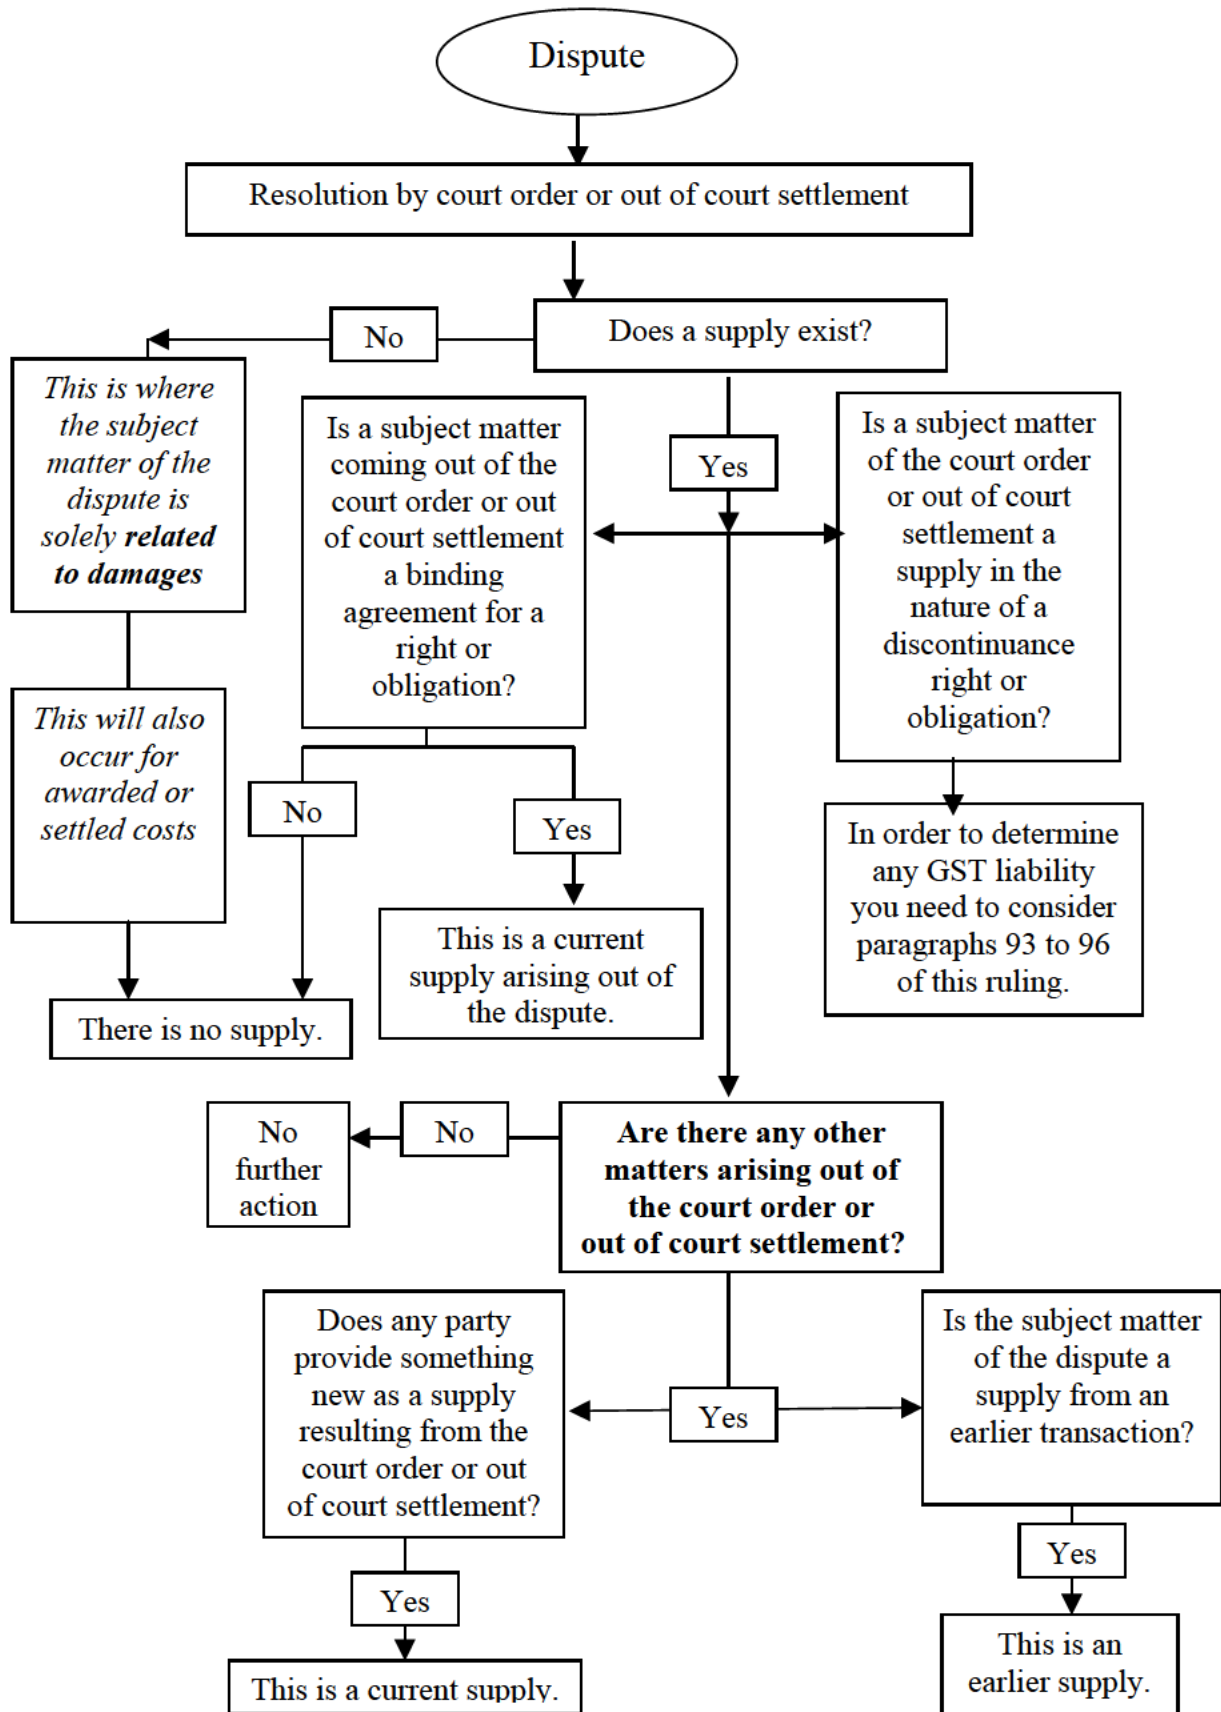 Dispute
Resolution by court order or out of court settlement
Does a supply exist?
No
This is where
the subject
matter of the
dispute is
solely related
to damages
Is a subject matter
coming out of the
court order or out
of court settlement
a binding
agreement for a
right or
obligation?
Yes
Is a subject matter
of the court order
or out of court
settlement a
supply in the
nature of a
discontinuance
right or
obligation?
This will also
occur for
awarded or
settled costs
No
Yes
In order to determine
any GST liability
you need to consider
paragraphs 93 to 96
of this ruling.
This is a current
supply arising out of
the dispute.
There is no supply.
No
further
action
No
Are there any other
matters arising out of
the court order or
out of court settlement?
Does any party
provide something
new as a supply
resulting from the
court order or out
of court settlement?
Yes
Is the subject matter
of the dispute a
supply from an
earlier transaction?
Yes
Yes
This is a current supply.
This is an
earlier supply.